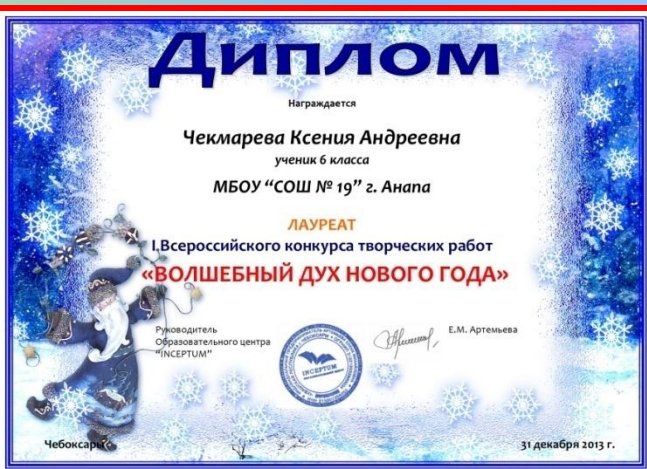 Диплом
Награждается
Чекмарева Ксения Андреевна
ученик 6 класса
МБОУ “СОШ № 19” г. Анапа
ЛАУРЕАТ
I Всероссийского конкурса творческих работ
«ВОЛШЕБНЫЙ ДУХ НОВОГО ГОДА»
Руководитель
Образовательного центра
“INCEPTUM”
INCEPTUM
Е.М. Артемьева
Чебоксары
31 декабря 2013 г.